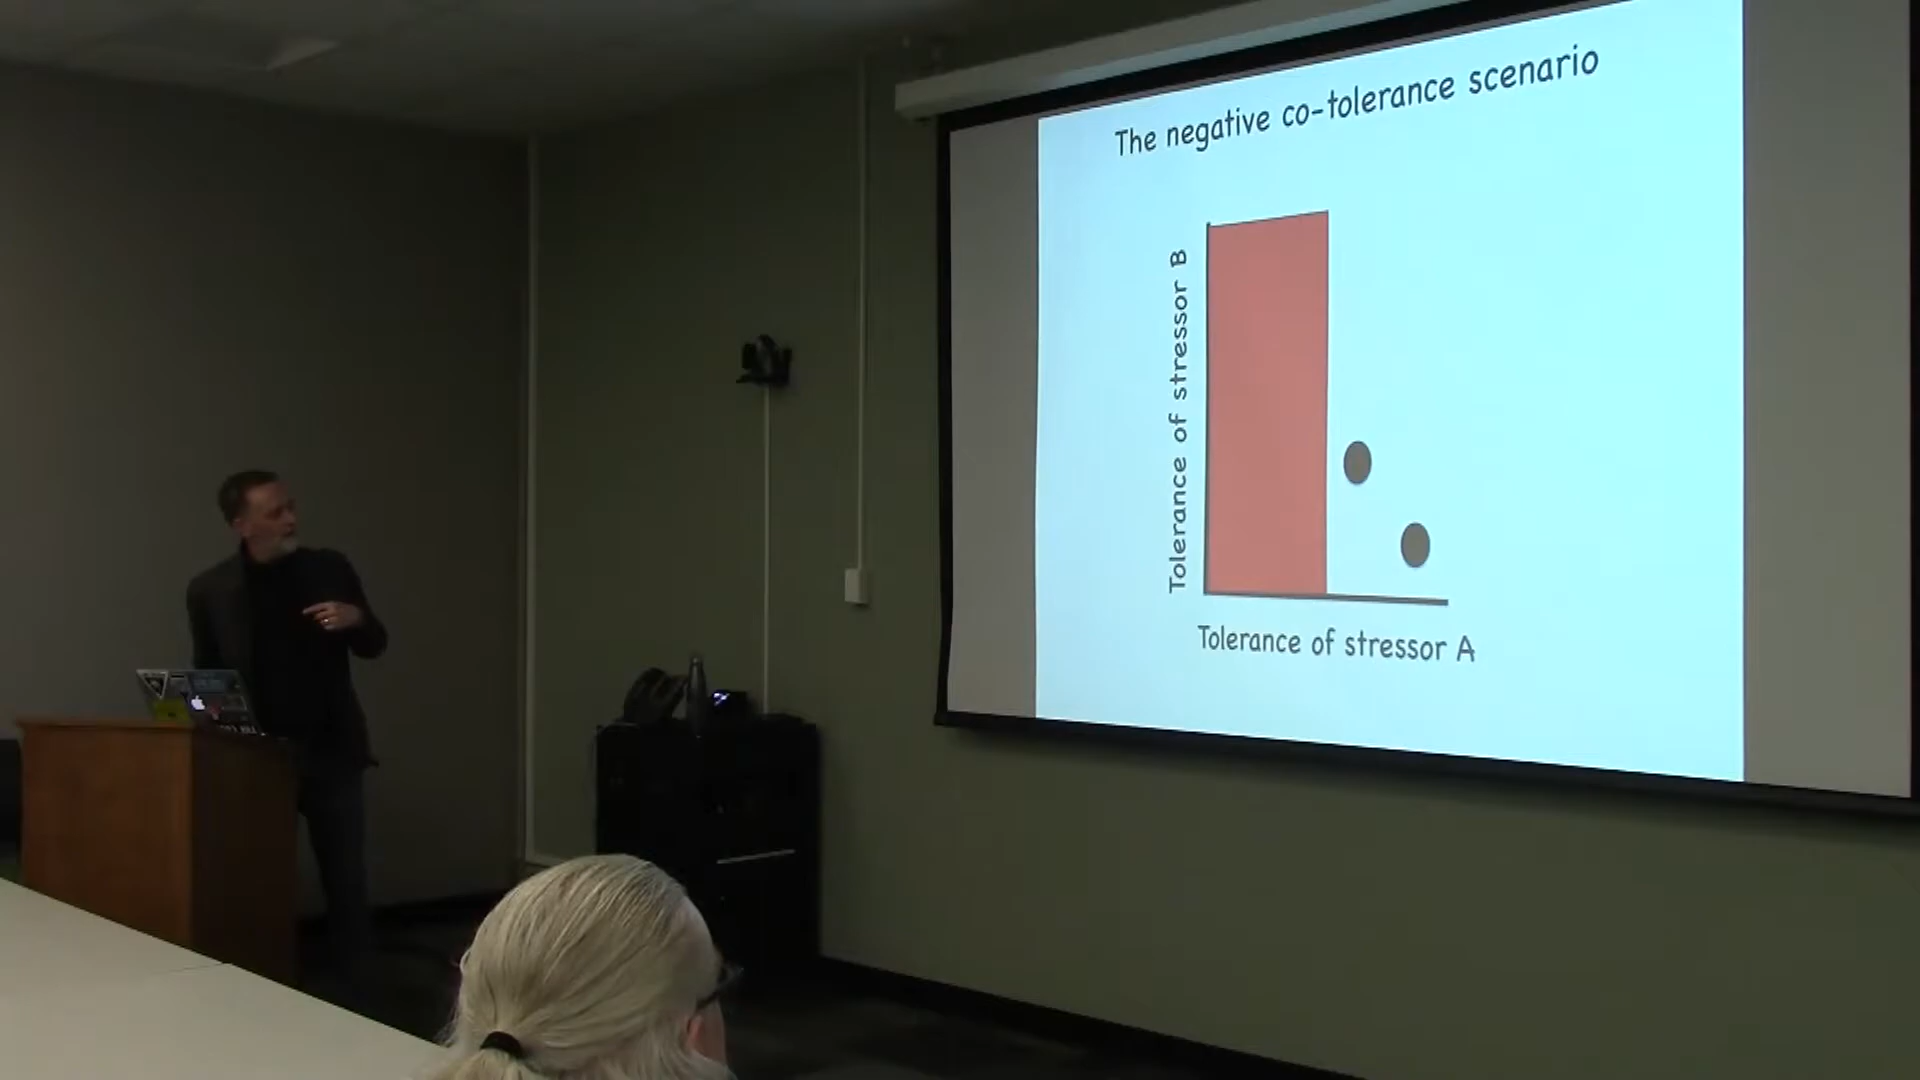 The negative co-tolerance scenario
Tolerance of stressor B
Tolerance of stressor A